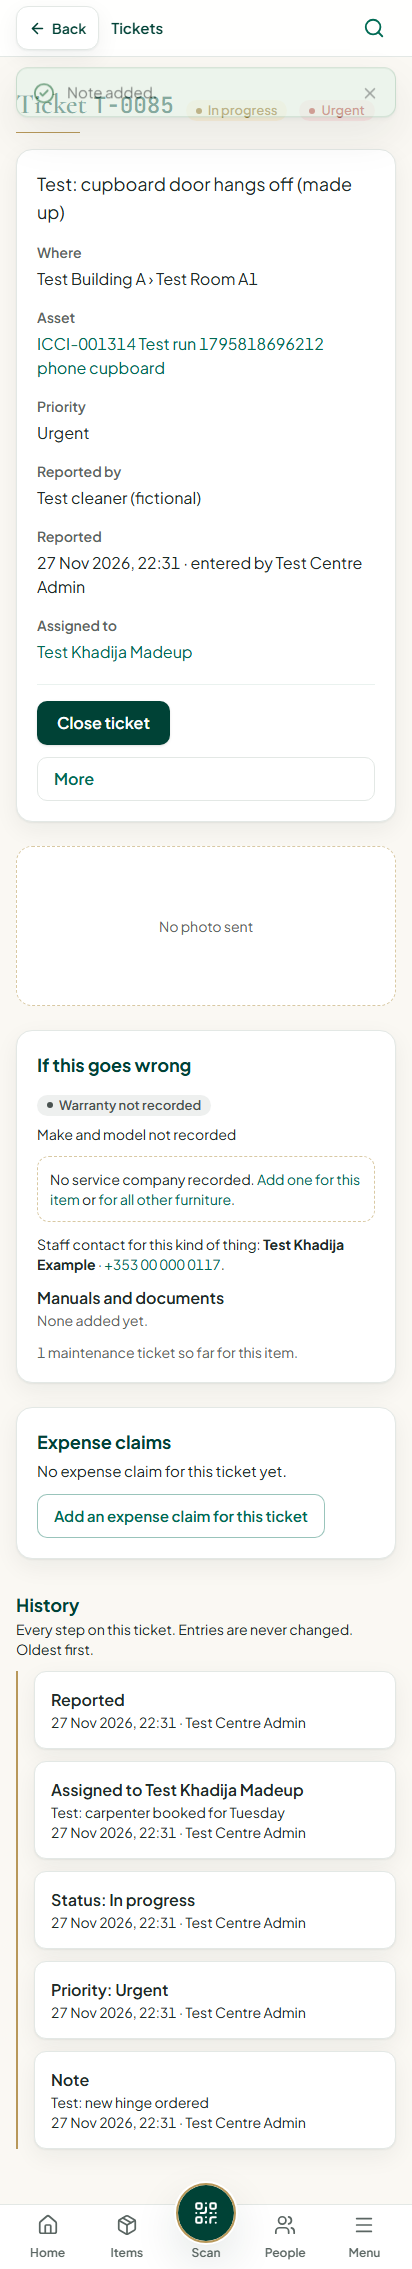 Back
Tickets
Note added.
Ticket T-0085
In progress
Urgent
Test: cupboard door hangs off (made
up)
Where
Test Building A › Test Room A1
Asset
ICCI-001314 Test run 1795818696212
phone cupboard
Priority
Urgent
Reported by
Test cleaner (fictional)
Reported
27 Nov 2026, 22:31 · entered by Test Centre
Admin
Assigned to
Test Khadija Madeup
Close ticket
More
No photo sent
If this goes wrong
Warranty not recorded
Make and model not recorded
No service company recorded. Add one for this
item or for all other furniture.
Staff contact for this kind of thing: Test Khadija
Example · +353 00 000 0117.
Manuals and documents
None added yet.
1 maintenance ticket so far for this item.
Expense claims
No expense claim for this ticket yet.
Add an expense claim for this ticket
History
Every step on this ticket. Entries are never changed.
Oldest first.
Reported
27 Nov 2026, 22:31 · Test Centre Admin
Assigned to Test Khadija Madeup
Test: carpenter booked for Tuesday
27 Nov 2026, 22:31 · Test Centre Admin
Status: In progress
27 Nov 2026, 22:31 · Test Centre Admin
Priority: Urgent
27 Nov 2026, 22:31 · Test Centre Admin
Note
Test: new hinge ordered
27 Nov 2026, 22:31 · Test Centre Admin
Home
Items
Scan
People
Menu